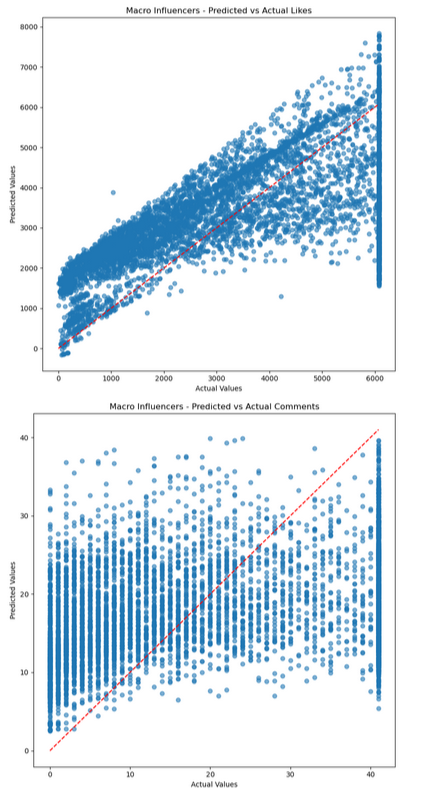 Macro Influencers - Predicted vs Actual Likes
8000
7000
6000
5000
4000
3000
2000
1000
0
Predicted Values
0 1000 2000 3000 4000 5000 6000
Actual Values
Macro Influencers - Predicted vs Actual Comments
40
30
20
10
0
Predicted Values
0 10 20 30 40
Actual Values